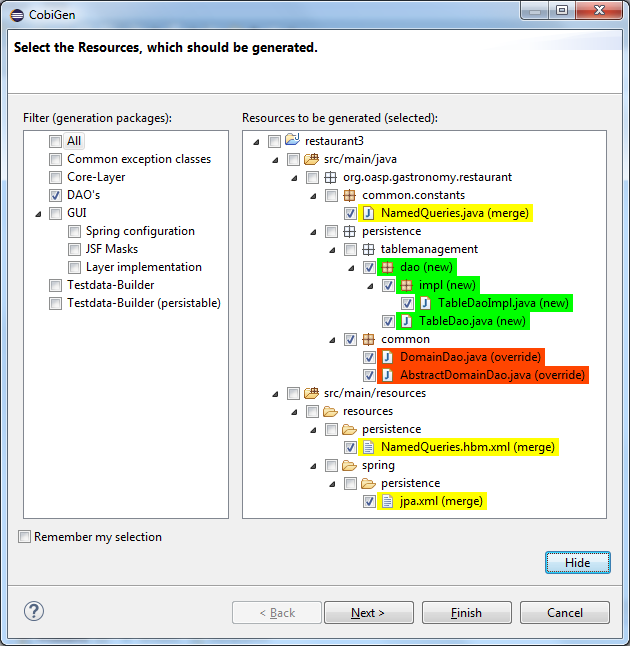 CobiGen
Select the Resources, which should be generated.
Filter (generation packages):
All
Common exception classes
Core-Layer
DAO's
GUI
Spring configuration
JSF Masks
Layer implementation
Testdata-Builder
Testdata-Builder (persistable)
Resources to be generated (selected):
restaurant3
src/main/java
org.oasp.gastronomy.restaurant
common.constants
NamedQueries.java (merge)
persistence
tablemanagement
dao (new)
impl (new)
TableDaoImpl.java (new)
TableDao.java (new)
common
DomainDao.java (override)
AbstractDomainDao.java (override)
src/main/resources
resources
persistence
NamedQueries.hbm.xml (merge)
spring
persistence
jpa.xml (merge)
Remember my selection
Hide
< Back
Next >
Finish
Cancel